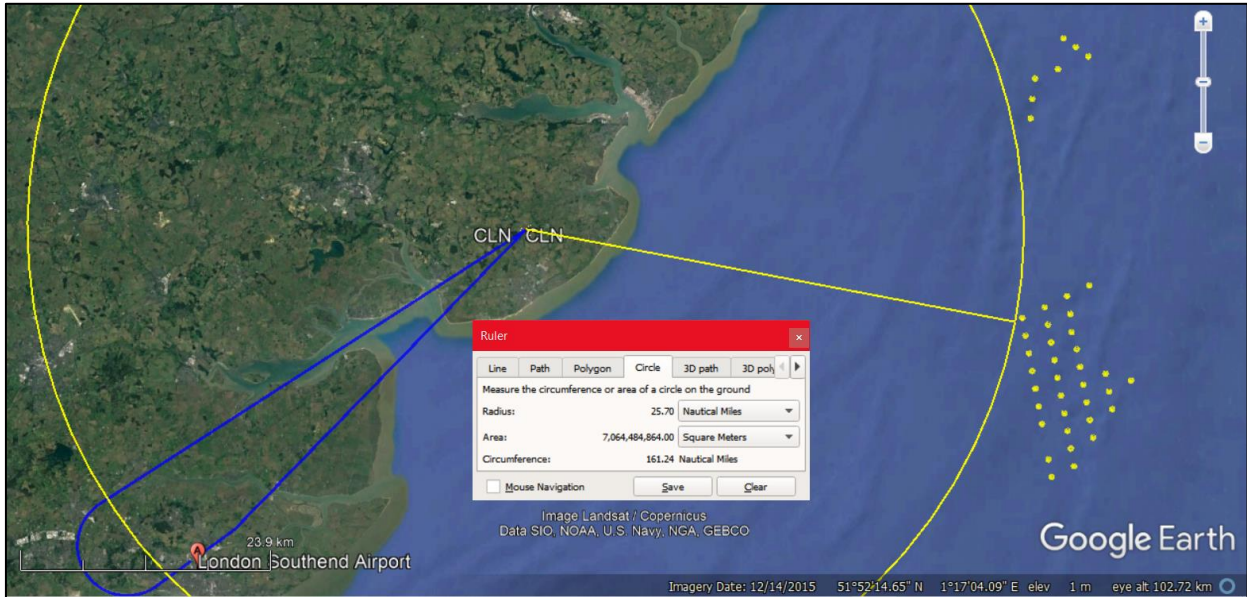 CLN CLN
Ruler
Line Path Polygon Circle 3D path 3D poly
Measure the circumference or area of a circle on the ground
Radius: 25.70 Nautical Miles
Area: 7,064,484,864.00 Square Meters
Circumference: 161.24 Nautical Miles
Mouse Navigation Save Clear
Image Landsat / Copernicus
Data SIO, NOAA, U.S. Navy, NGA, GEBCO
23.9 km
A
London Southend Airport
Google Earth
Imagery Date: 12/14/2015 51°52'14.65" N 1°17'04.09" E elev 1 m eye alt 102.72 km